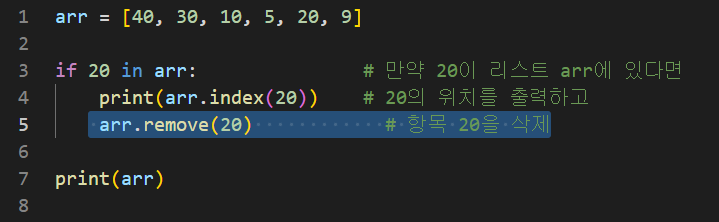 1 arr = [40, 30, 10, 5, 20, 9]
2
3 if 20 in arr: # 만약 20이 리스트 arr에 있다면
4 print(arr.index(20)) # 20의 위치를 출력하고
5 arr.remove(20) # 항목 20을 삭제
6
7 print(arr)
8